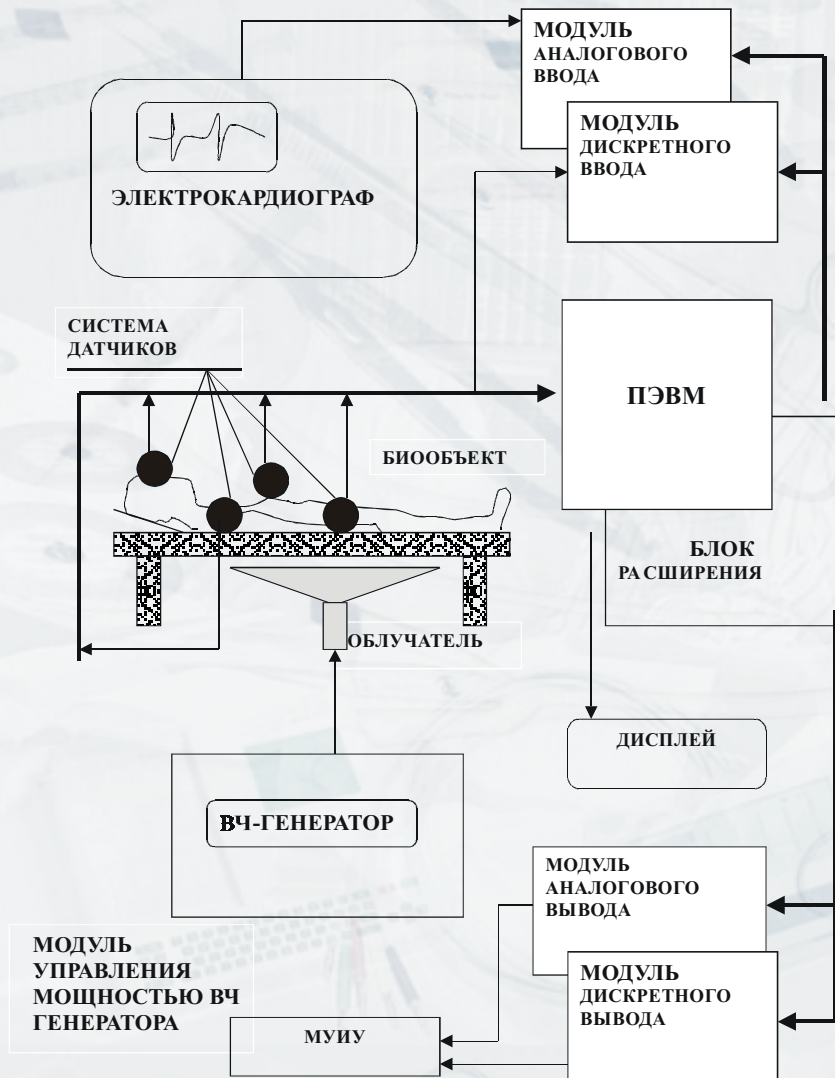 МОДУЛЬ
АНАЛОГОВОГО
ВВОДА
МОДУЛЬ
ДИСКРЕТНОГО
ВВОДА
ЭЛЕКТРОКАРДИОГРАФ
СИСТЕМА
ДАТЧИКОВ
ПЭВМ
БИООБЪЕКТ
БЛОК
РАСШИРЕНИЯ
ОБЛУЧАТЕЛЬ
ДИСПЛЕЙ
ВЧ-ГЕНЕРАТОР
МОДУЛЬ
АНАЛОГОВОГО
ВЫВОДА
МОДУЛЬ
УПРАВЛЕНИЯ
МОЩНОСТЬЮ ВЧ
ГЕНЕРАТОРА
МОДУЛЬ
ДИСКРЕТНОГО
ВЫВОДА
МУИУ